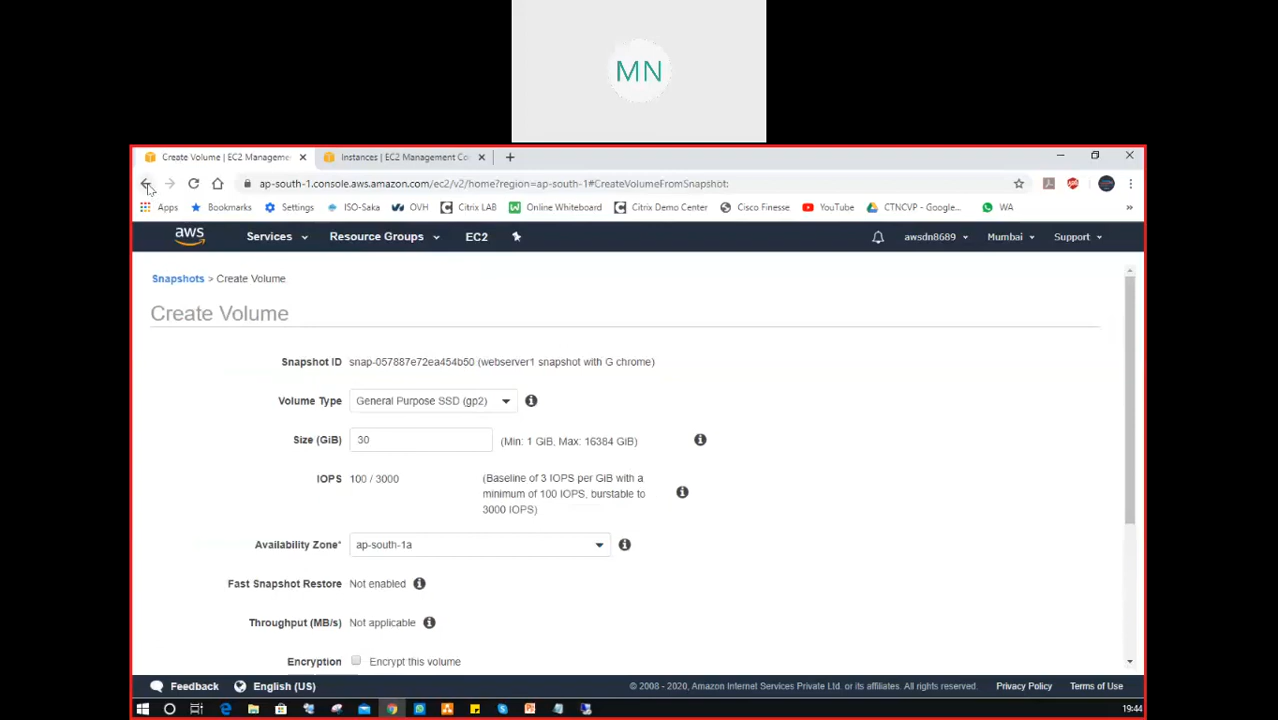 MN
Create Volume | EC2 Manageme
Instances | EC2 Management Co
ap-south-1.console.aws.amazon.com/ec2/v2/home?region=ap-south-1#CreateVolumeFromSnapshot:
Apps
Bookmarks
Settings
ISO-Saka
OVH
Citrix LAB
Online Whiteboard
Citrix Demo Center
Cisco Finesse
YouTube
CTNCVP - Google...
WA
aws
Services
Resource Groups
EC2
awsdn8689
Mumbai
Support
Snapshots > Create Volume
Create Volume
Snapshot ID snap-057887e72ea454b50 (webserver1 snapshot with G chrome)
Volume Type General Purpose SSD (gp2)
Size (GiB) 30 (Min: 1 GiB, Max: 16384 GiB)
IOPS 100 / 3000 (Baseline of 3 IOPS per GiB with a
minimum of 100 IOPS, burstable to
3000 IOPS)
Availability Zone* ap-south-1a
Fast Snapshot Restore Not enabled
Throughput (MB/s) Not applicable
Encryption Encrypt this volume
Feedback
English (US)
© 2008 - 2020, Amazon Internet Services Private Ltd. or its affiliates. All rights reserved.
Privacy Policy
Terms of Use
19:44